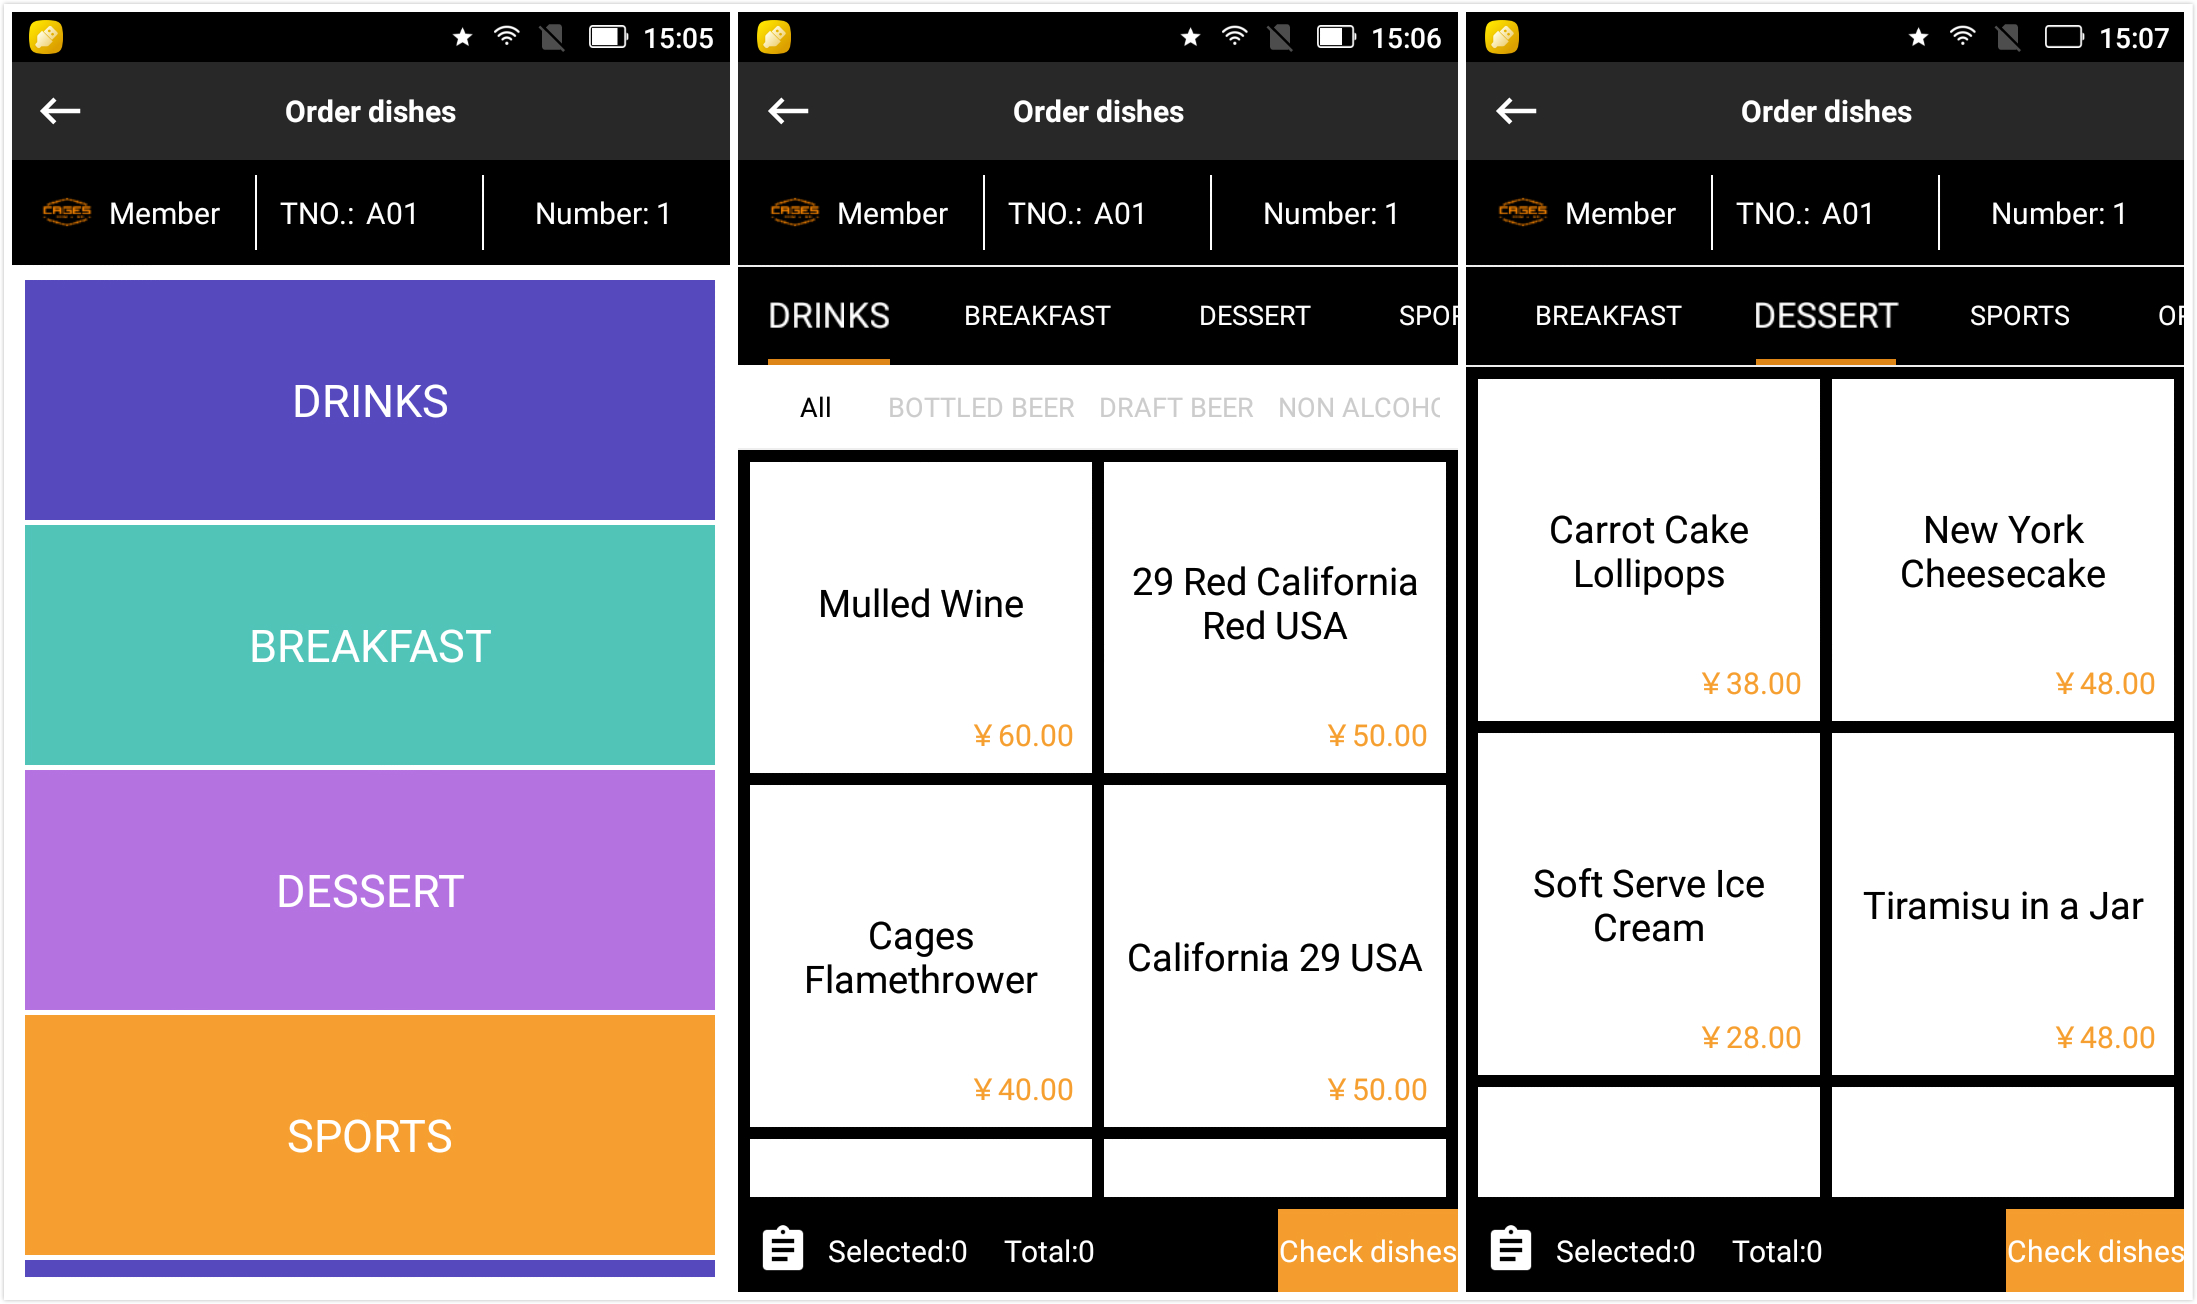 15:05
Order dishes
CAGES
Member
TNO.: A01
Number: 1
DRINKS
BREAKFAST
DESSERT
SPORTS
15:06
Order dishes
CAGES
Member
TNO.: A01
Number: 1
DRINKS BREAKFAST DESSERT SPOR
All BOTTLED BEER DRAFT BEER NON ALCOHO
Mulled Wine
¥ 60.00
29 Red California
Red USA
¥ 50.00
Cages
Flamethrower
¥ 40.00
California 29 USA
¥ 50.00
Selected:0 Total:0
Check dishes
15:07
Order dishes
CAGES
Member
TNO.: A01
Number: 1
BREAKFAST DESSERT SPORTS OR
Carrot Cake
Lollipops
¥ 38.00
New York
Cheesecake
¥ 48.00
Soft Serve Ice
Cream
¥ 28.00
Tiramisu in a Jar
¥ 48.00
Selected:0 Total:0
Check dishes